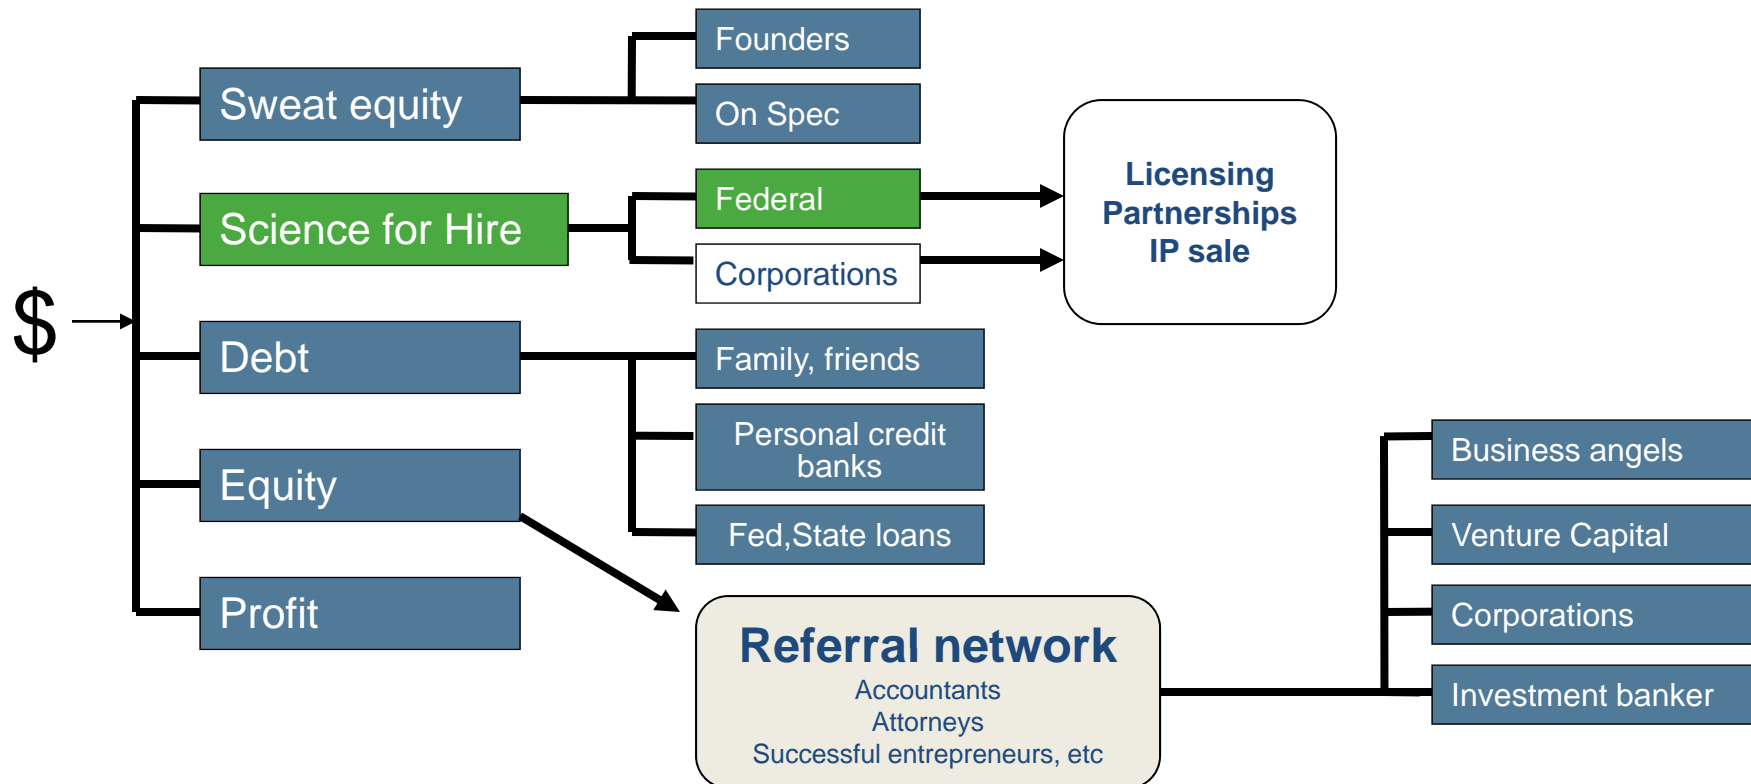 $
Sweat equity
Founders
On Spec
Science for Hire
Federal
Corporations
Licensing
Partnerships
IP sale
Debt
Family, friends
Personal credit
banks
Fed,State loans
Equity
Referral network
Accountants
Attorneys
Successful entrepreneurs, etc
Business angels
Venture Capital
Corporations
Investment banker
Profit